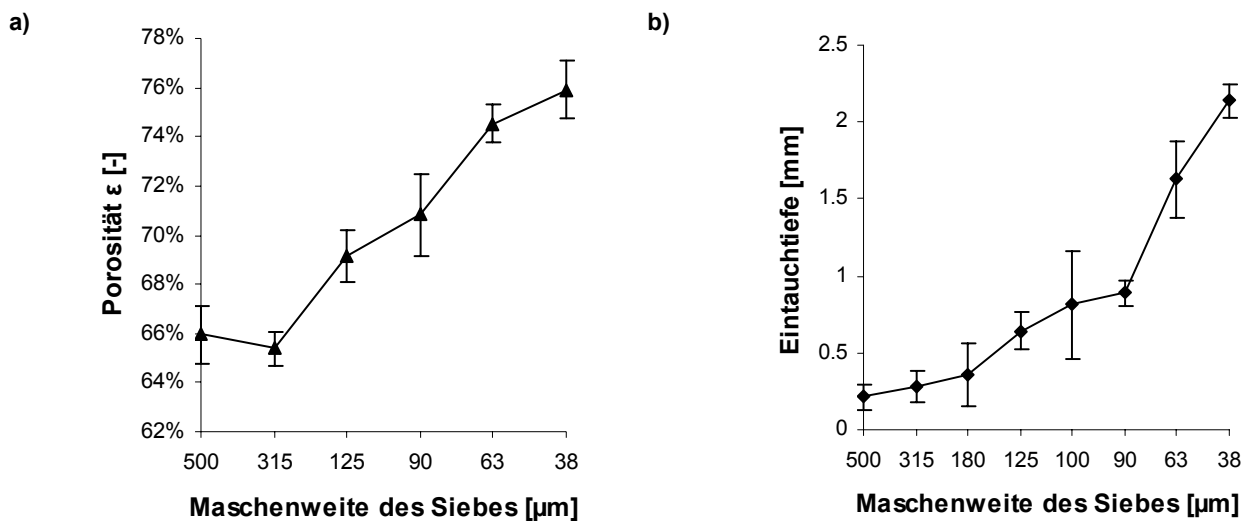 a)
78%
76%
74%
72%
70%
68%
66%
64%
62%
Porosität ε [-]
500 315 125 90 63 38
Maschenweite des Siebes [µm]
b)
2.5
2
1.5
1
0.5
0
Eintauchtiefe [mm]
500 315 180 125 100 90 63 38
Maschenweite des Siebes [µm]